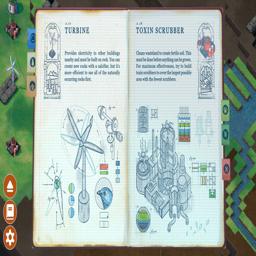 TURBINE
Provides electricity to other buildings
nearby and must be built on rock. You can
create new rocks with a calcifier, but it's
more efficient to use all of the naturally
occurring rocks first.
TOXIN SCRUBBER
Cleans wasteland to create fertile soil. This
must be done before anything can be grown.
For maximum effectiveness, try to build
toxin scrubbers to cover the largest possible
area with the fewest scrubbers.